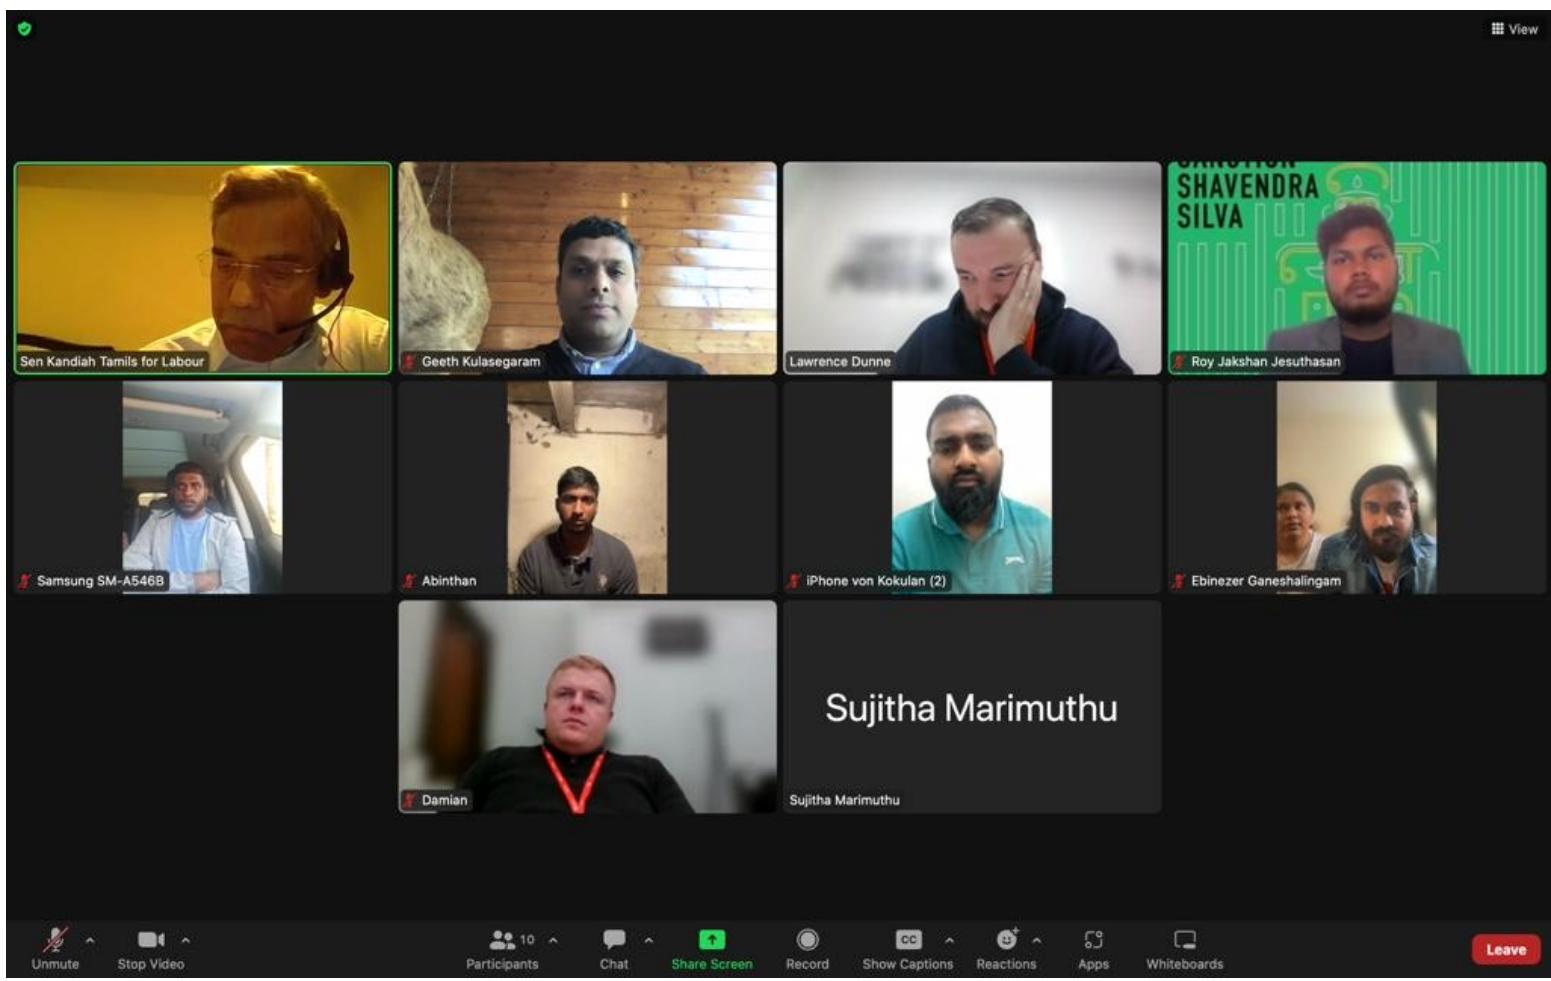 View
SHAVENDRA
SILVA
Sen Kandiah Tamils for Labour
Geeth Kulasegaram
Lawrence Dunne
Roy Jakshan Jesuthasan
Samsung SM-A546B
Abinthan
iPhone von Kokulan (2)
Ebinezer Ganeshalingam
Sujitha Marimuthu
Damian
Sujitha Marimuthu
10
CC
Unmute
Stop Video
Participants
Chat
Share Screen
Record
Show Captions
Reactions
Apps
Whiteboards
Leave